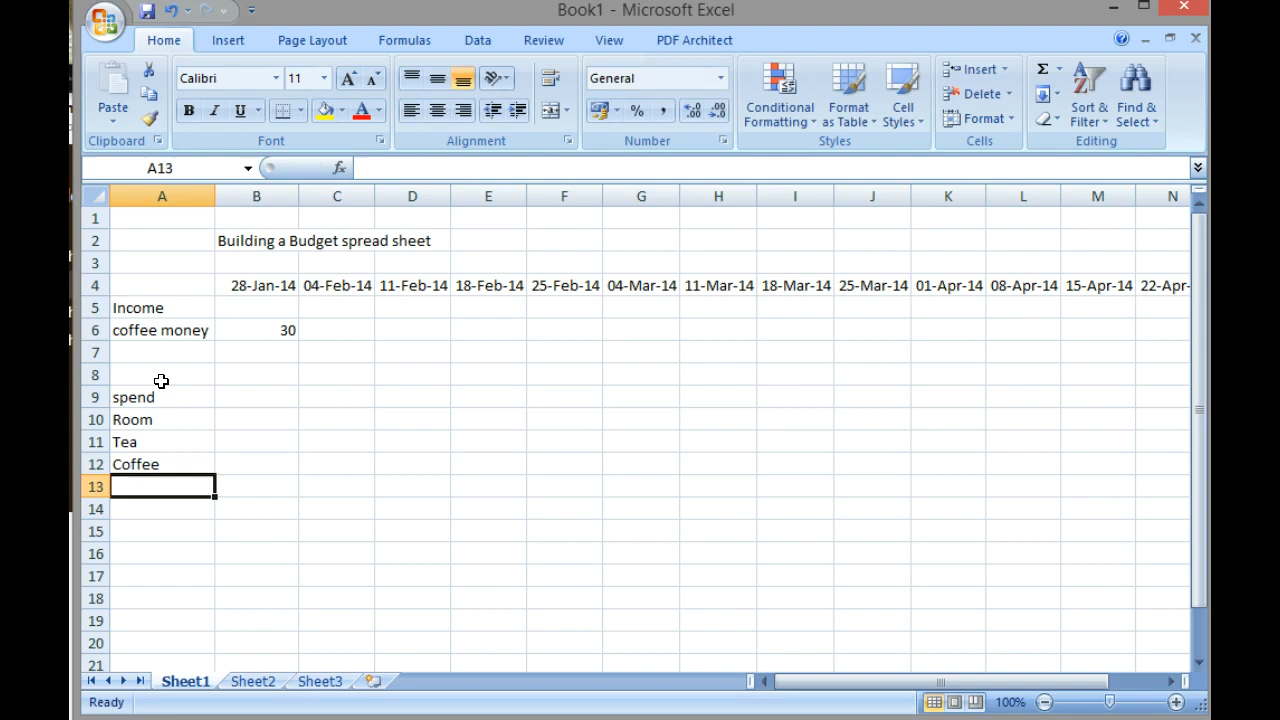 Book1 - Microsoft Excel
Home Insert Page Layout Formulas Data Review View PDF Architect
Calibri 11 General
Paste
B I U
Conditional Formatting
Format as Table
Cell Styles
Insert
Delete
Format
Sort & Filter
Find & Select
Clipboard Font Alignment Number Styles Cells Editing
A13 fx
A B C D E F G H I J K L M N
1
2 Building a Budget spread sheet
3
4 28-Jan-14 04-Feb-14 11-Feb-14 18-Feb-14 25-Feb-14 04-Mar-14 11-Mar-14 18-Mar-14 25-Mar-14 01-Apr-14 08-Apr-14 15-Apr-14 22-Apr-
5 Income
6 coffee money 30
7
8
9 spend
10 Room
11 Tea
12 Coffee
13
14
15
16
17
18
19
20
21
Sheet1 Sheet2 Sheet3
Ready 100%